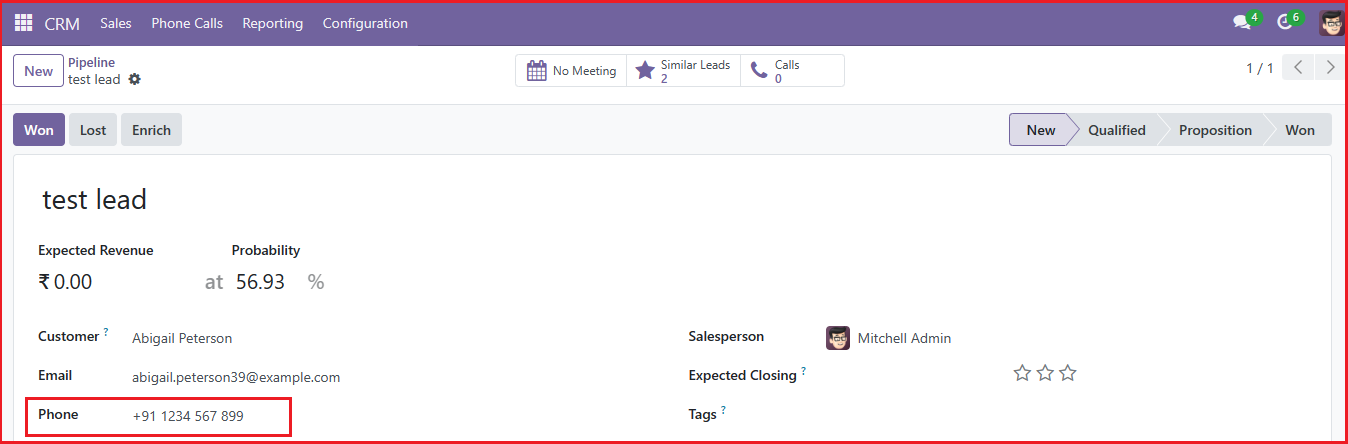 CRM Sales Phone Calls Reporting Configuration 4 6
New Pipeline No Meeting Similar Leads 2 Calls 0 1 / 1
test lead
Won Lost Enrich New Qualified Proposition Won
test lead
Expected Revenue Probability
₹ 0.00 at 56.93 %
Customer ? Abigail Peterson Salesperson Mitchell Admin
Email abigail.peterson39@example.com Expected Closing ?
Phone +91 1234 567 899 Tags ?